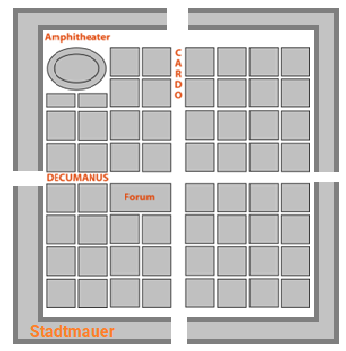 Amphitheater
CARDO
DECUMANUS
Forum
Stadtmauer